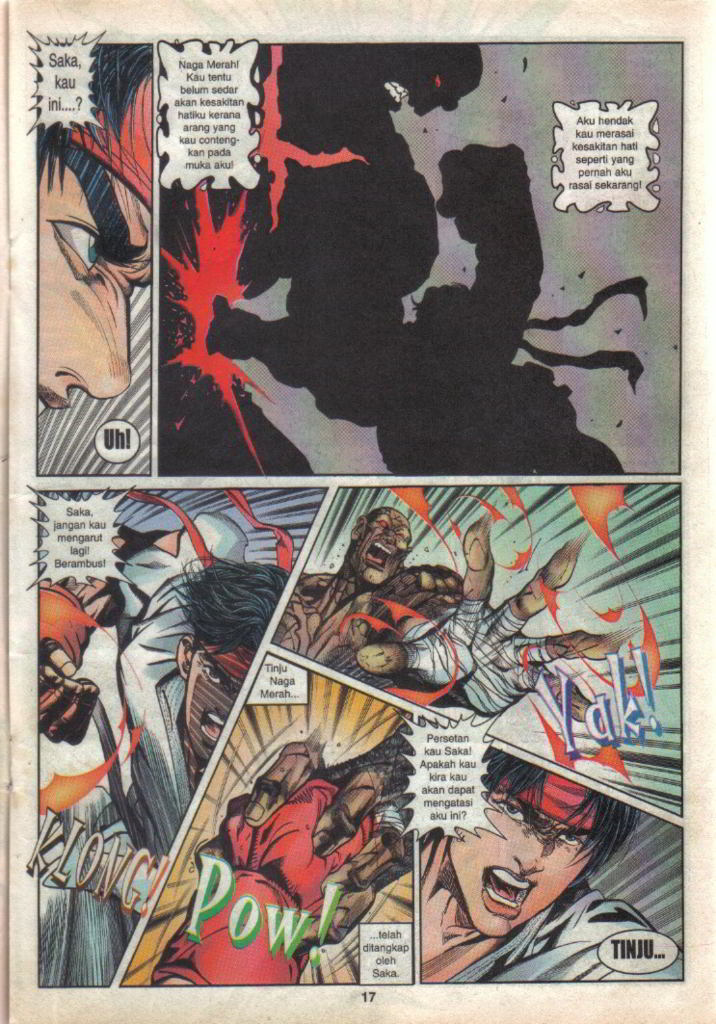 Saka,
kau
ini....?
Uh!
Naga Merah!
Kau tentu
belum sedar
akan kesakitan
hatiku kerana
arang yang
kau conteng-
kan pada
muka aku!
Aku hendak
kau merasai
kesakitan hati
seperti yang
pernah aku
rasai sekarang!
Saka,
jangan kau
mengarut
lagi!
Berambus!
KLONG!
Yak!
Tinju
Naga
Merah...
Pow!
...telah
ditangkap
oleh
Saka.
Persetan
kau Saka!
Apakah kau
kira kau
akan dapat
mengatasi
aku ini?
TINJU...
17